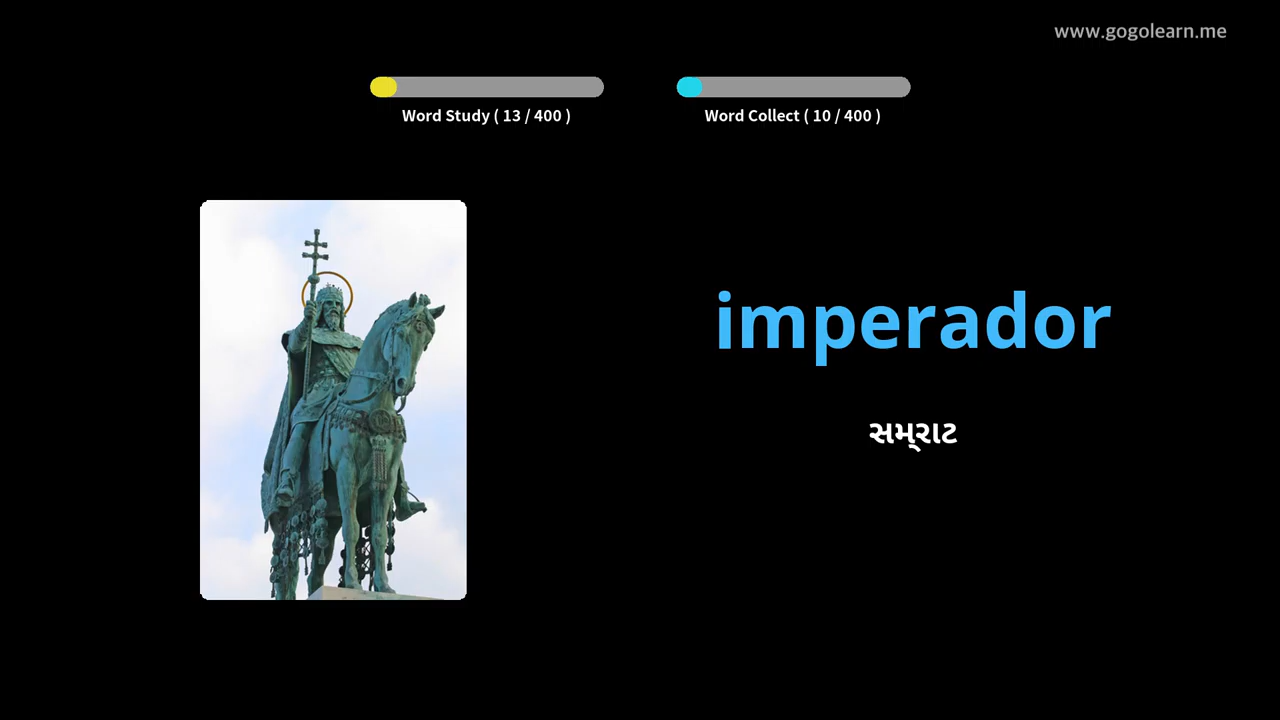 www.gogolearn.me
Word Study ( 13 / 400 )
Word Collect ( 10 / 400 )
imperador
સમ્રાટ